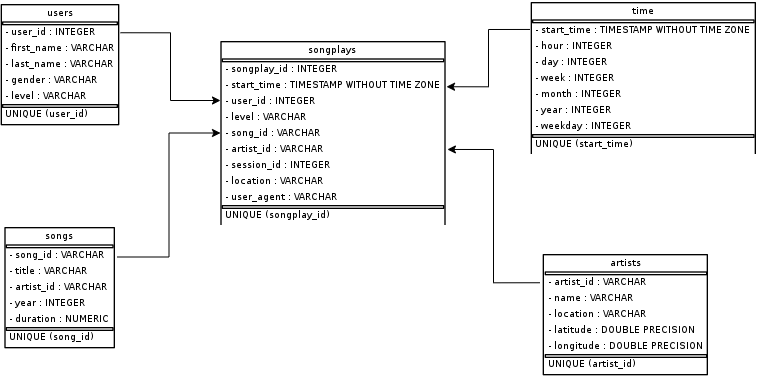 users
- user_id : INTEGER
- first_name : VARCHAR
- last_name : VARCHAR
- gender : VARCHAR
- level : VARCHAR
UNIQUE (user_id)
songplays
- songplay_id : INTEGER
- start_time : TIMESTAMP WITHOUT TIME ZONE
- user_id : INTEGER
- level : VARCHAR
- song_id : VARCHAR
- artist_id : VARCHAR
- session_id : INTEGER
- location : VARCHAR
- user_agent : VARCHAR
UNIQUE (songplay_id)
time
- start_time : TIMESTAMP WITHOUT TIME ZONE
- hour : INTEGER
- day : INTEGER
- week : INTEGER
- month : INTEGER
- year : INTEGER
- weekday : INTEGER
UNIQUE (start_time)
songs
- song_id : VARCHAR
- title : VARCHAR
- artist_id : VARCHAR
- year : INTEGER
- duration : NUMERIC
UNIQUE (song_id)
artists
- artist_id : VARCHAR
- name : VARCHAR
- location : VARCHAR
- latitude : DOUBLE PRECISION
- longitude : DOUBLE PRECISION
UNIQUE (artist_id)